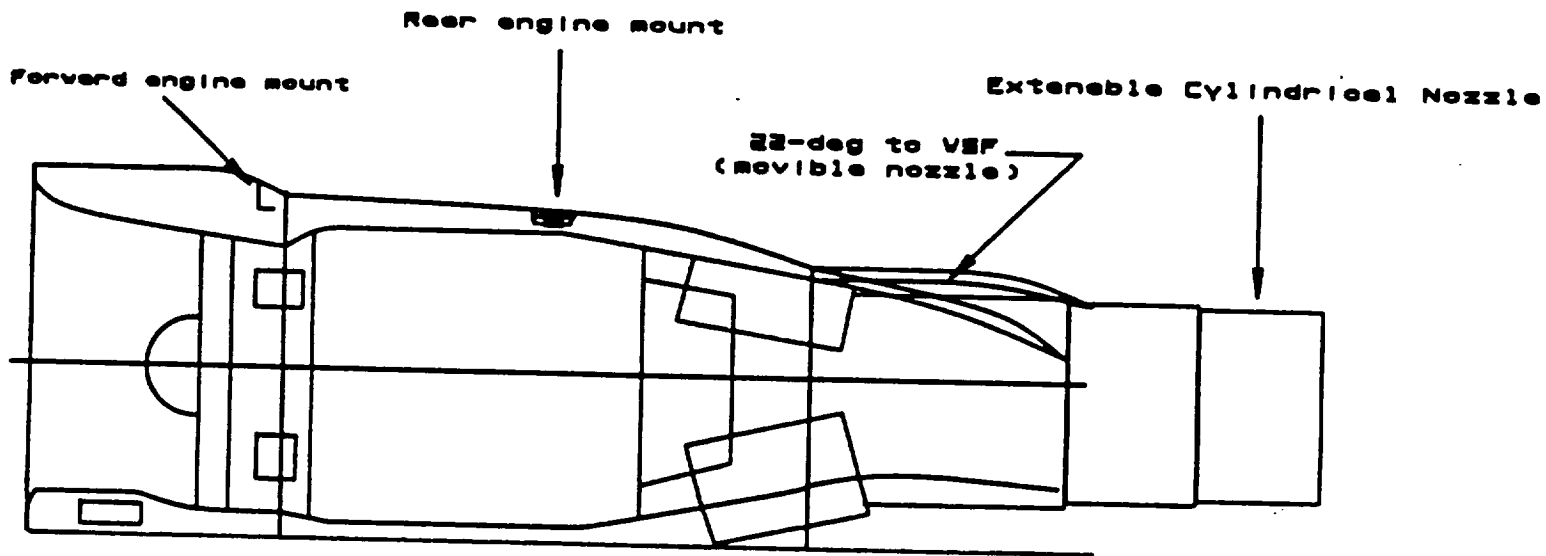 Rear engine mount
Forward engine mount
Extenable Cylindrical Nozzle
22-deg to VSF
(movible nozzle)